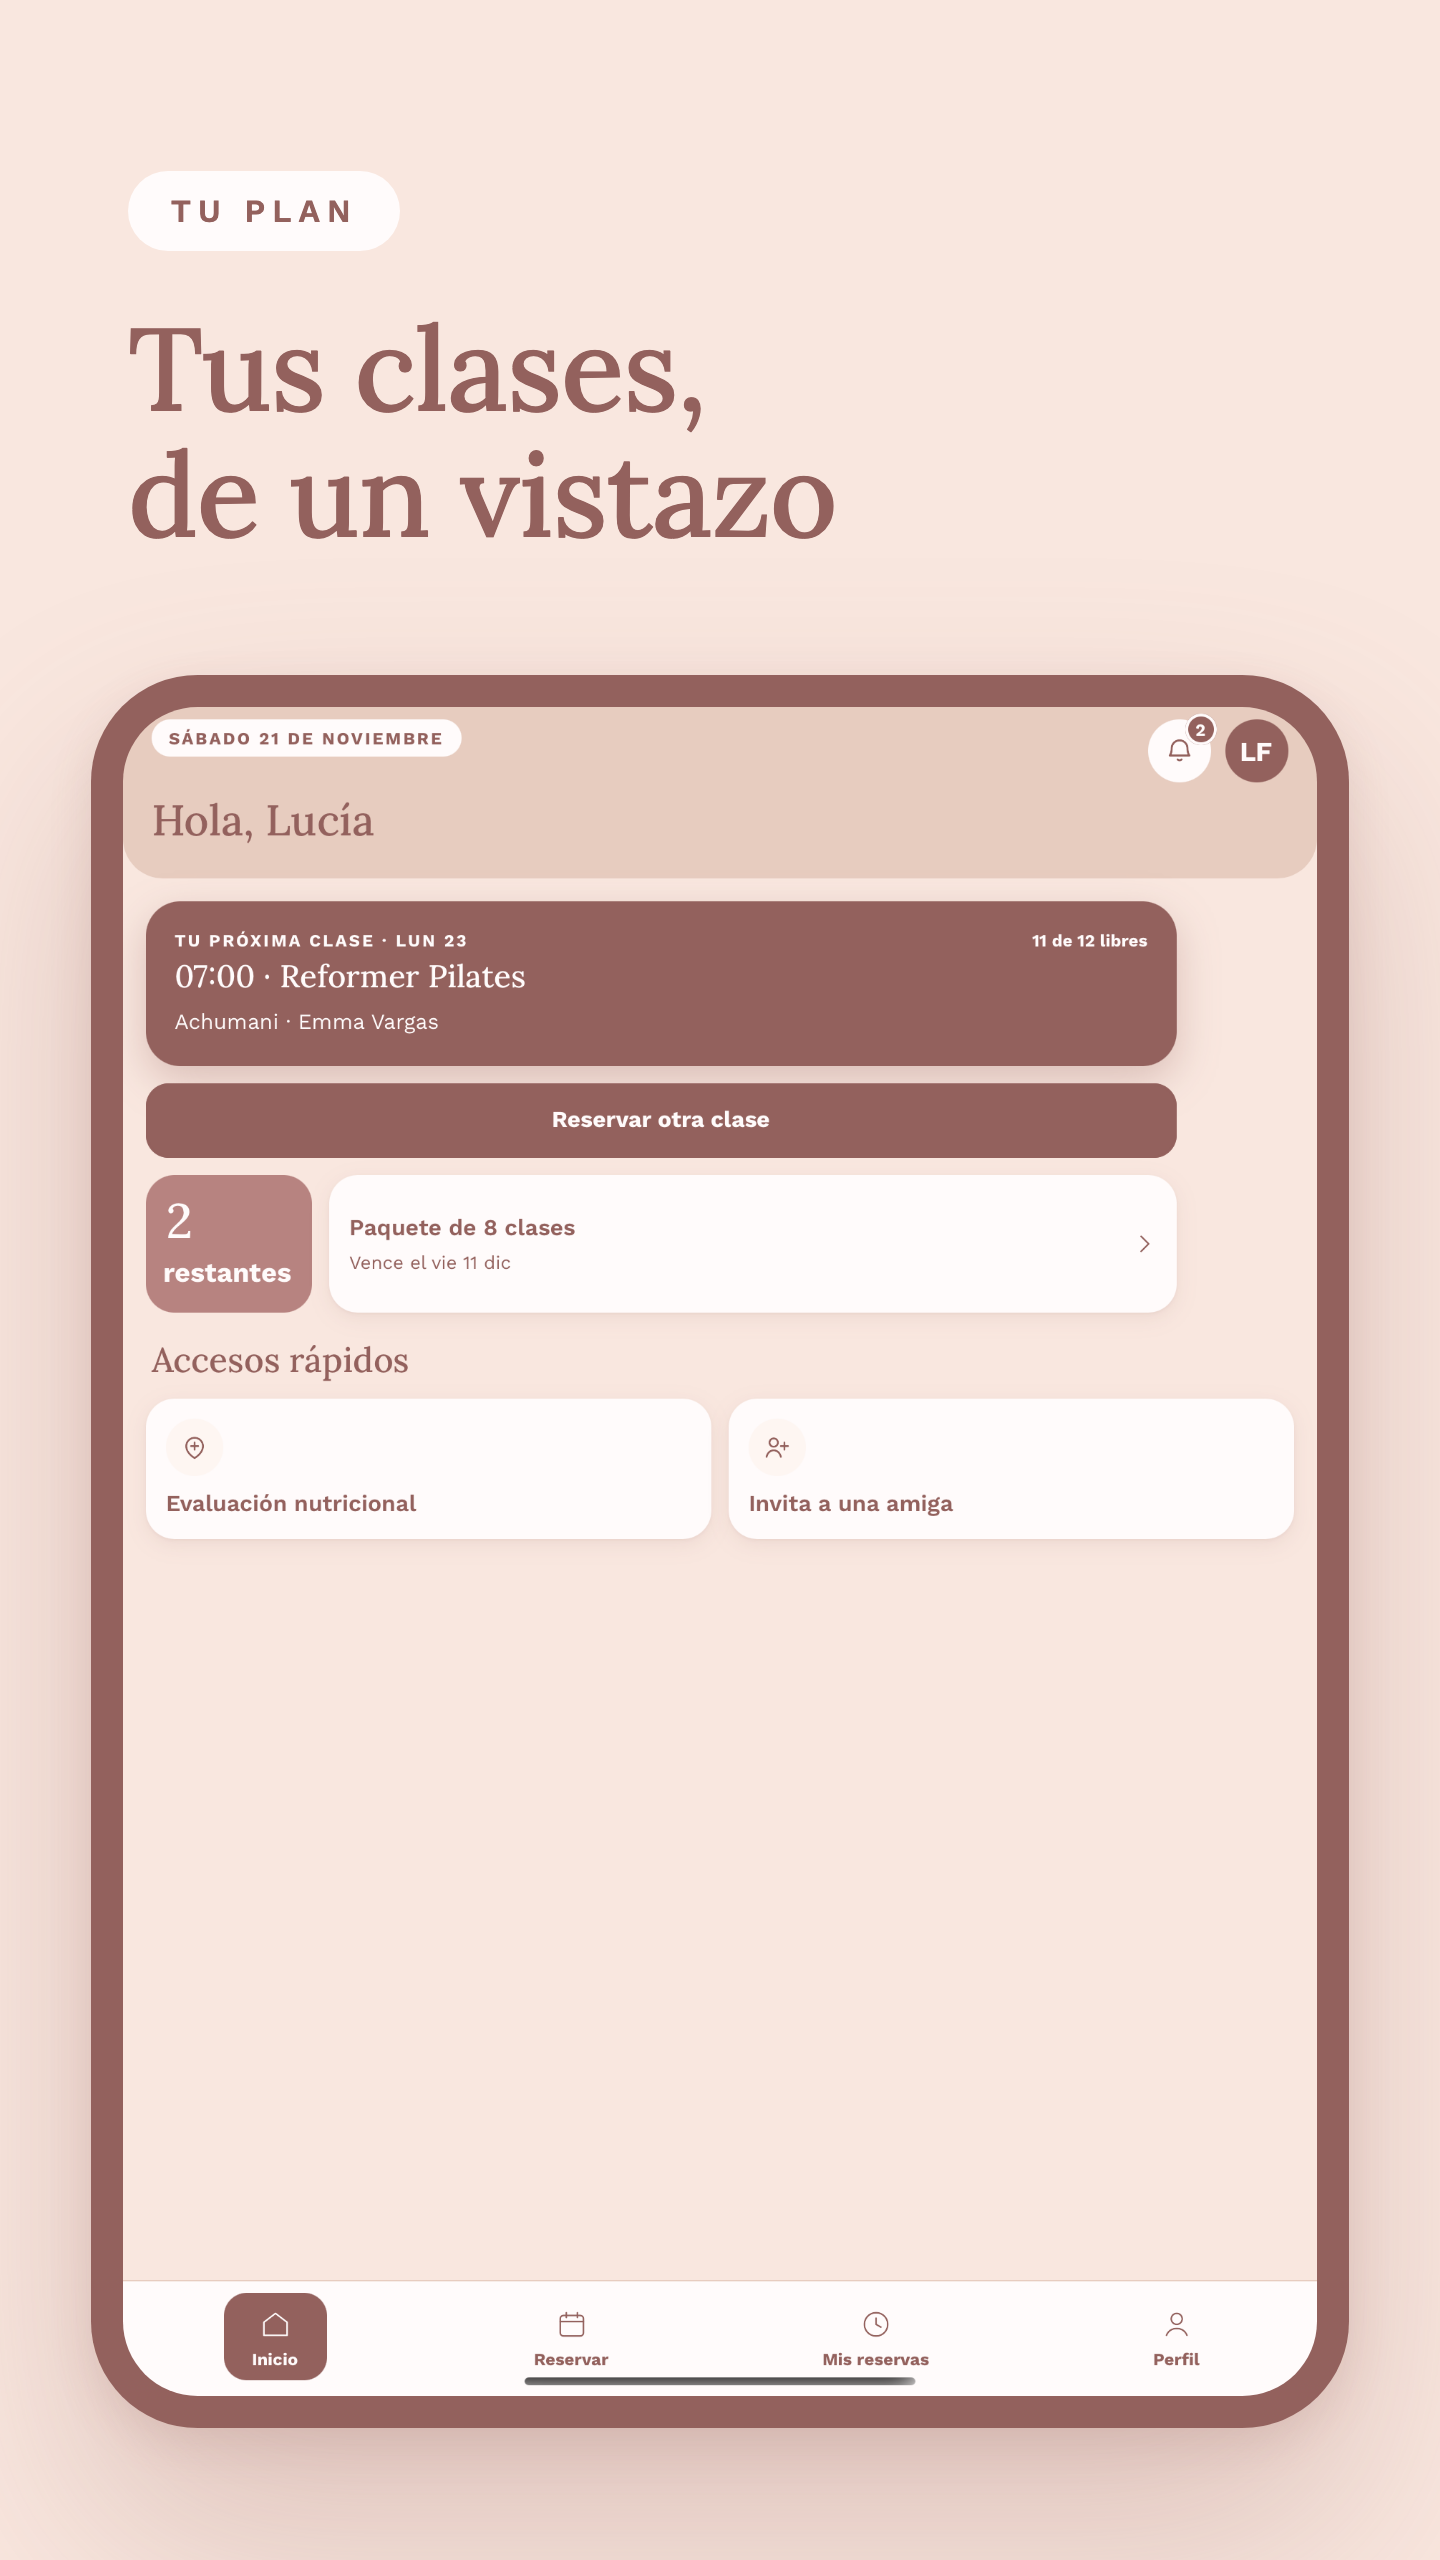 TU PLAN
Tus clases,
de un vistazo
SÁBADO 21 DE NOVIEMBRE
2
LF
Hola, Lucía
TU PRÓXIMA CLASE · LUN 23
11 de 12 libres
07:00 · Reformer Pilates
Achumani · Emma Vargas
Reservar otra clase
2
restantes
Paquete de 8 clases
Vence el vie 11 dic
Accesos rápidos
Evaluación nutricional
Invita a una amiga
Inicio
Reservar
Mis reservas
Perfil